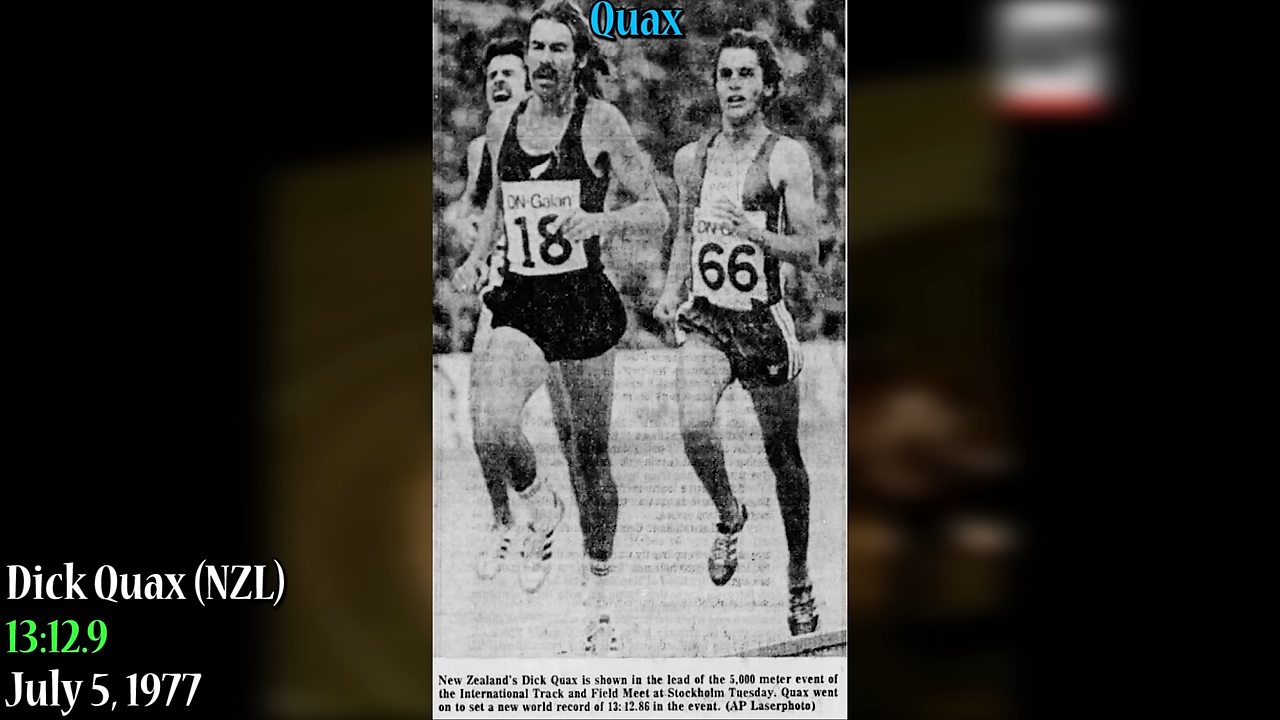 Quax
DN-Galan
18
66
Dick Quax (NZL)
13:12.9
July 5, 1977
New Zealand's Dick Quax is shown in the lead of the 5,000 meter event of
the International Track and Field Meet at Stockholm Tuesday. Quax went
on to set a new world record of 13:12.86 in the event. (AP Laserphoto)